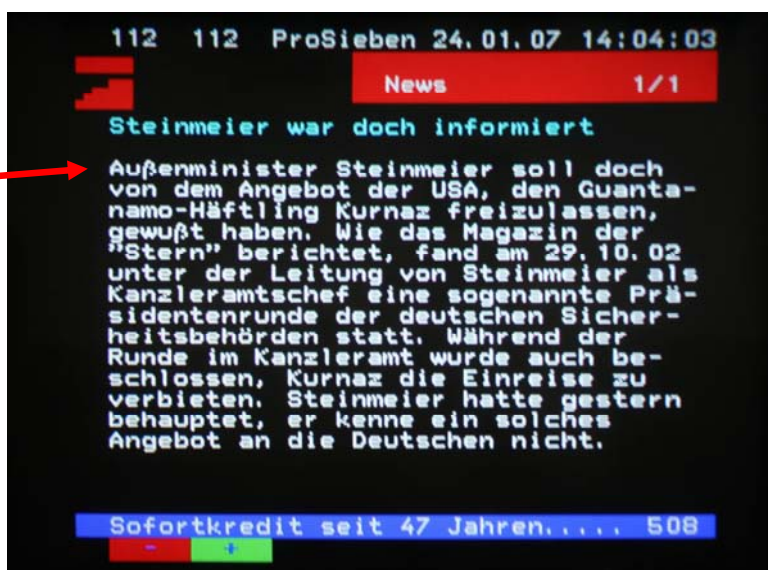 112 112 ProSieben 24.01.07 14:04:03
News 1/1
Steinmeier war doch informiert
Außenminister Steinmeier soll doch
von dem Angebot der USA, den Guanta-
namo-Häftling Kurnaz freizulassen,
gewußt haben. Wie das Magazin der
"Stern" berichtet, fand am 29.10.02
unter der Leitung von Steinmeier als
Kanzleramtschef eine sogenannte Prä-
sidentenrunde der deutschen Sicher-
heitsbehörden statt. Während der
Runde im Kanzleramt wurde auch be-
schlossen, Kurnaz die Einreise zu
verbieten. Steinmeier hatte gestern
behauptet, er kenne ein solches
Angebot an die Deutschen nicht.
Sofortkredit seit 47 Jahren..... 508
- +